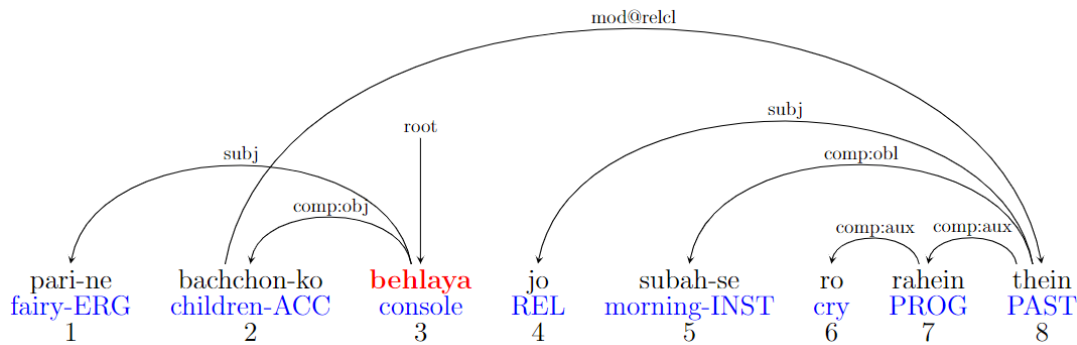 mod@relcl
subj
root
comp:obl
subj
comp:obj
comp:aux comp:aux
pari-ne bachchon-ko behlaya jo subah-se ro rahein thein
fairy-ERG children-ACC console REL morning-INST cry PROG PAST
1 2 3 4 5 6 7 8